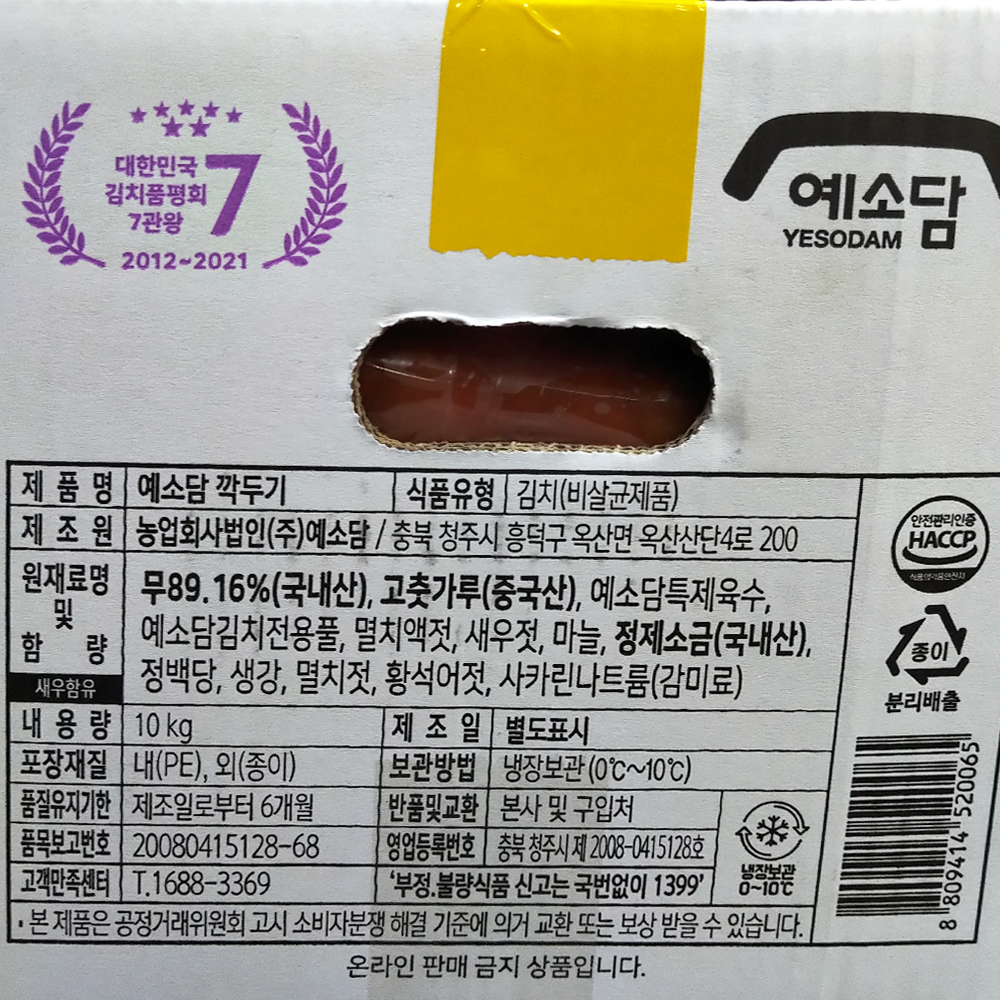 대한민국
김치품평회
7관왕
7
2012~2021
예소담
YESODAM
제품명 예소담 깍두기 식품유형 김치(비살균제품)
제조원 농업회사법인(주)예소담 / 충북 청주시 흥덕구 옥산면 옥산산단4로 200
원재료명 및 함량
무89.16%(국내산), 고춧가루(중국산), 예소담특제육수,
예소담김치전용풀, 멸치액젓, 새우젓, 마늘, 정제소금(국내산),
정백당, 생강, 멸치젓, 황석어젓, 사카린나트륨(감미료)
새우함유
내용량 10 kg 제조일 별도표시
포장재질 내(PE), 외(종이) 보관방법 냉장보관(0℃~10℃)
품질유지기한 제조일로부터 6개월 반품및교환 본사 및 구입처
품목보고번호 20080415128-68 영업등록번호 충북 청주시 제2008-0415128호
고객만족센터 T.1688-3369 '부정.불량식품 신고는 국번없이 1399'
· 본 제품은 공정거래위원회 고시 소비자분쟁 해결 기준에 의거 교환 또는 보상 받을 수 있습니다.
온라인 판매 금지 상품입니다.
안전관리인증
HACCP
식품의약품안전처
종이
분리배출
냉장보관
0~10℃
8 809414 520065